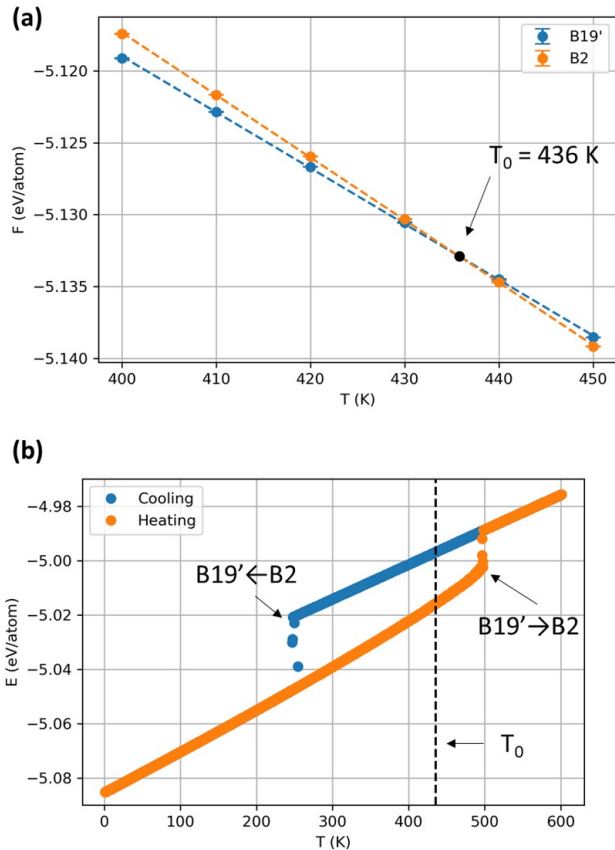 (a)
B19'
B2
−5.120
−5.125
−5.130
−5.135
−5.140
F (eV/atom)
T₀ = 436 K
400 410 420 430 440 450
T (K)
(b)
Cooling
Heating
−4.98
−5.00
−5.02
−5.04
−5.06
−5.08
E (eV/atom)
B19'←B2
B19'→B2
T₀
0 100 200 300 400 500 600
T (K)